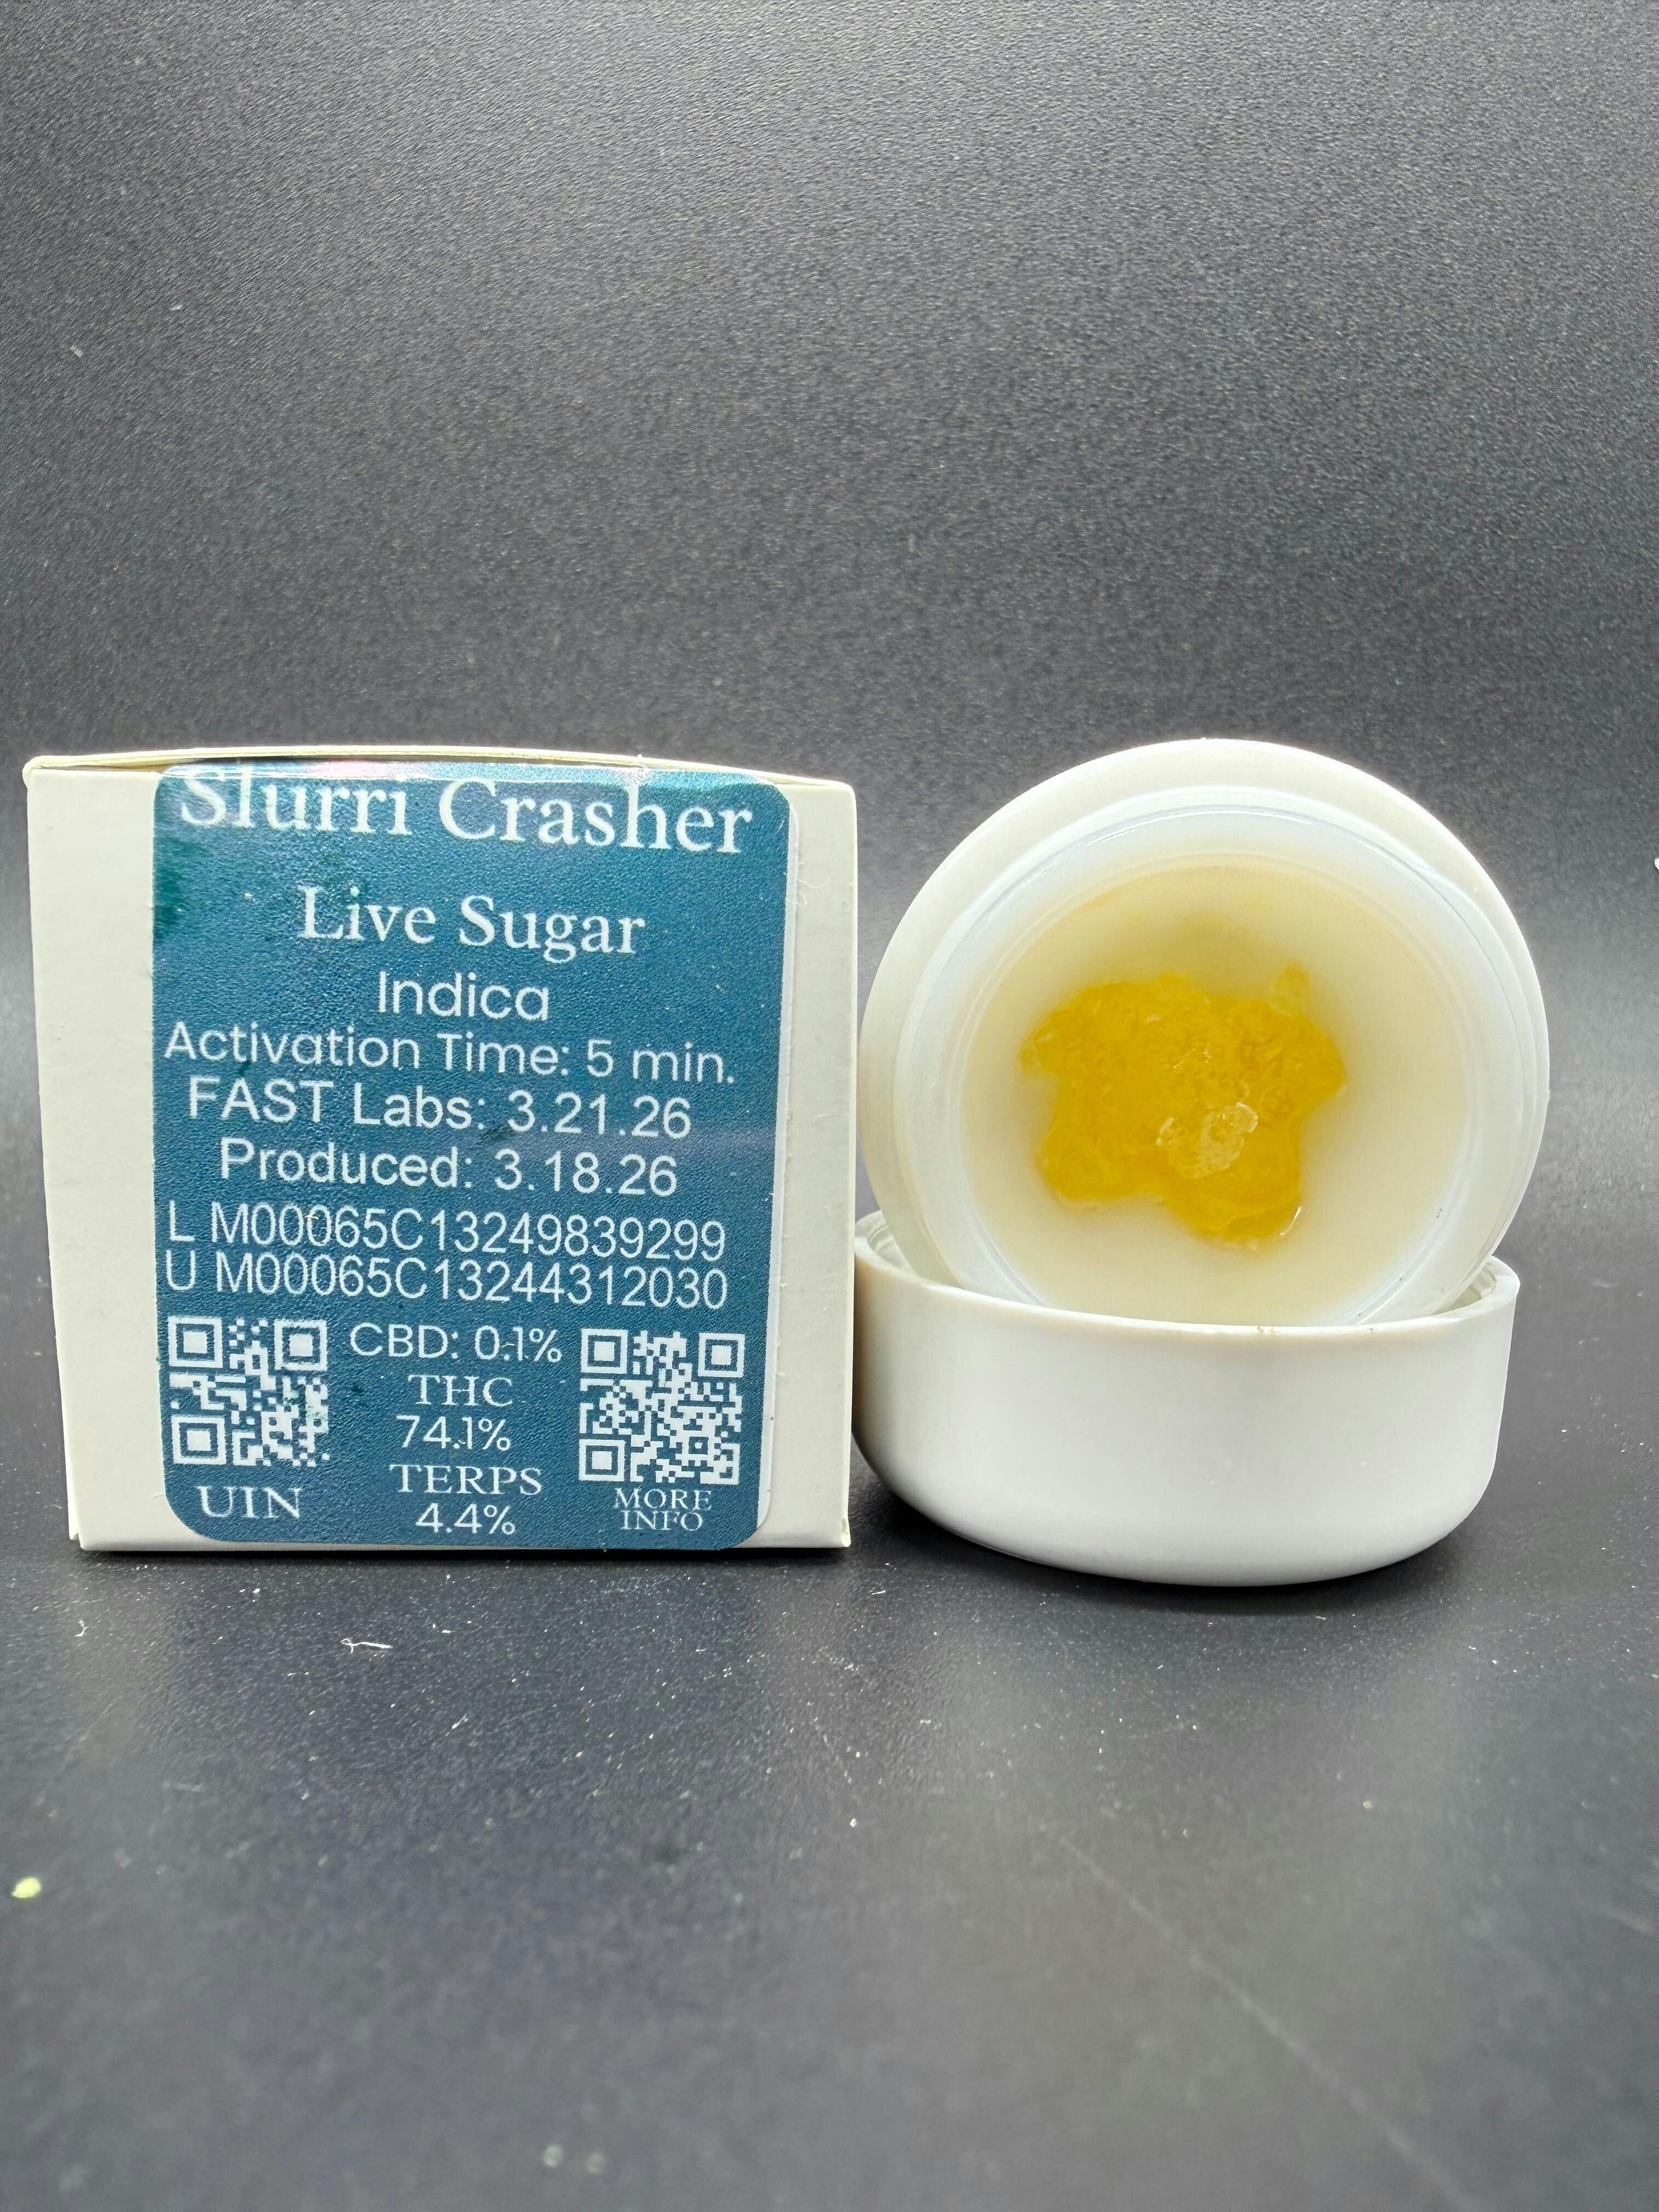 Slurri Crasher
Live Sugar
Indica
Activation Time: 5 min.
FAST Labs: 3.21.26
Produced: 3.18.26
L M00065C13249839299
U M00065C13244312030
CBD: 0.1%
THC
74.1%
TERPS
4.4%
UIN
MORE
INFO